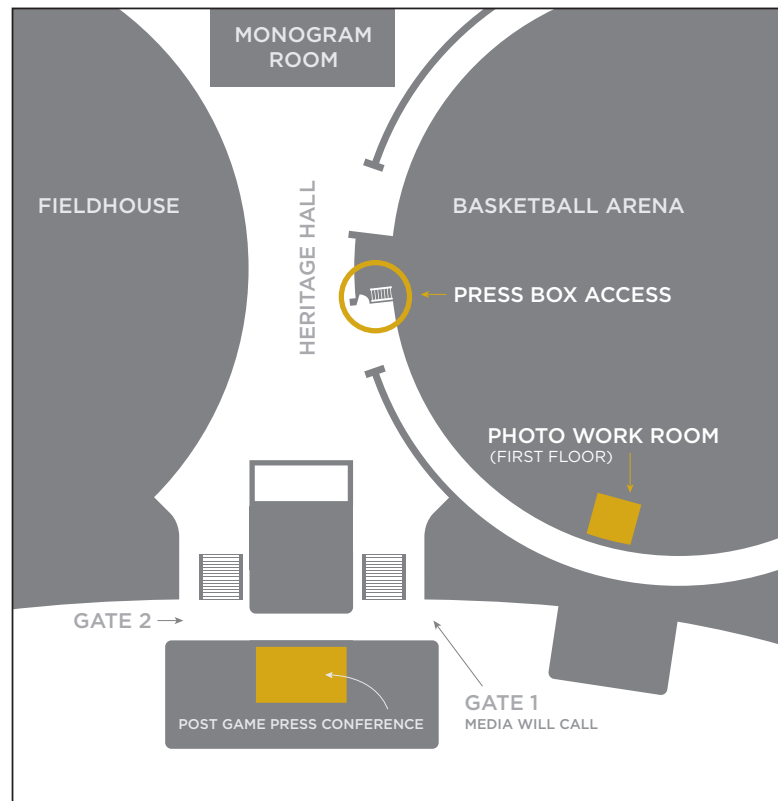 MONOGRAM
ROOM
FIELDHOUSE
HERITAGE HALL
BASKETBALL ARENA
PRESS BOX ACCESS
PHOTO WORK ROOM
(FIRST FLOOR)
GATE 2
GATE 1
MEDIA WILL CALL
POST GAME PRESS CONFERENCE